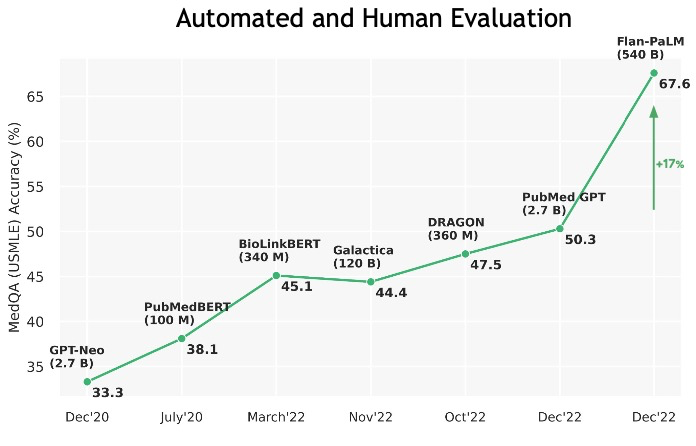 Automated and Human Evaluation
MedQA (USMLE) Accuracy (%)
65
60
55
50
45
40
35
GPT-Neo
(2.7 B)
33.3
PubMedBERT
(100 M)
38.1
BioLinkBERT
(340 M)
45.1
Galactica
(120 B)
44.4
DRAGON
(360 M)
47.5
PubMed GPT
(2.7 B)
50.3
Flan-PaLM
(540 B)
67.6
+17%
Dec'20
July'20
March'22
Nov'22
Oct'22
Dec'22
Dec'22